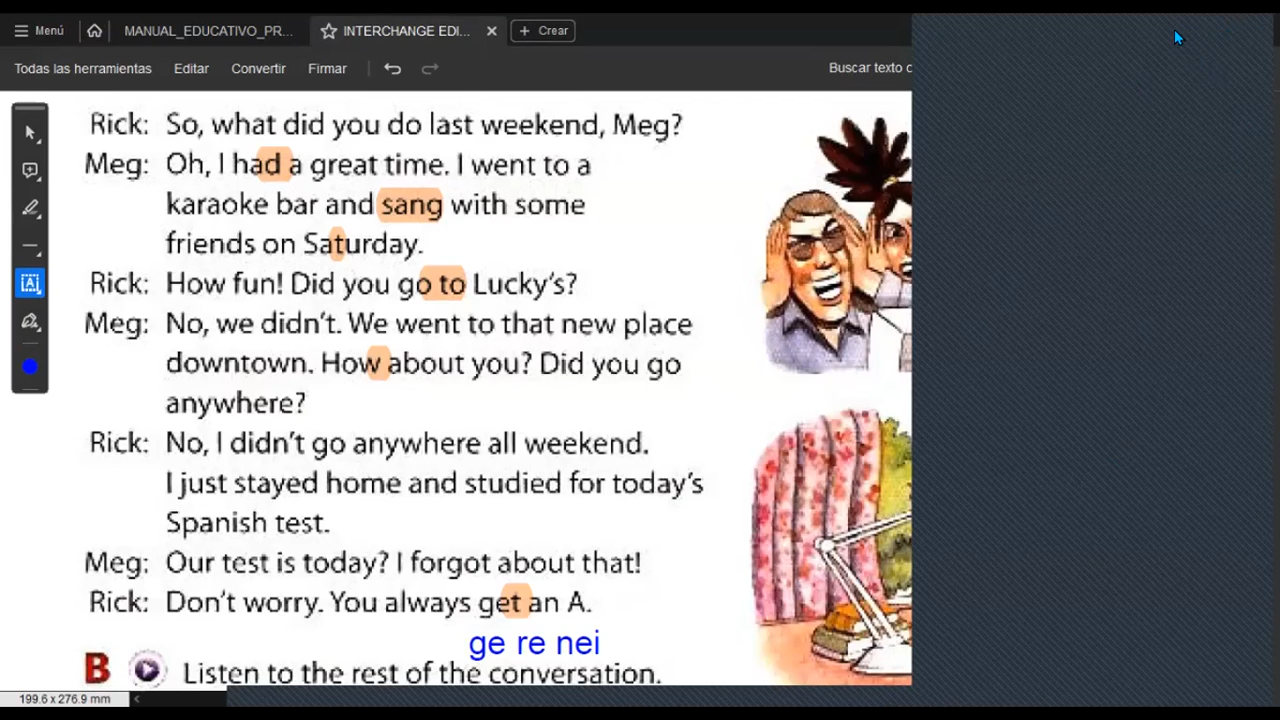 Menú
MANUAL_EDUCATIVO_PR...
INTERCHANGE EDI...
Crear
Todas las herramientas
Editar
Convertir
Firmar
Buscar texto
Rick: So, what did you do last weekend, Meg?
Meg: Oh, I had a great time. I went to a
karaoke bar and sang with some
friends on Saturday.
Rick: How fun! Did you go to Lucky's?
Meg: No, we didn't. We went to that new place
downtown. How about you? Did you go
anywhere?
Rick: No, I didn't go anywhere all weekend.
I just stayed home and studied for today's
Spanish test.
Meg: Our test is today? I forgot about that!
Rick: Don't worry. You always get an A.
ge re nei
B Listen to the rest of the conversation.
199.6 x 276.9 mm